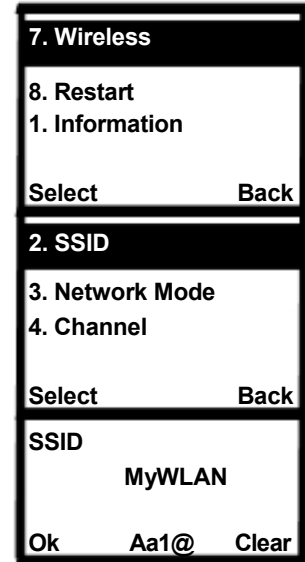 7. Wireless
8. Restart
1. Information
Select Back
2. SSID
3. Network Mode
4. Channel
Select Back
SSID
MyWLAN
Ok Aa1@ Clear